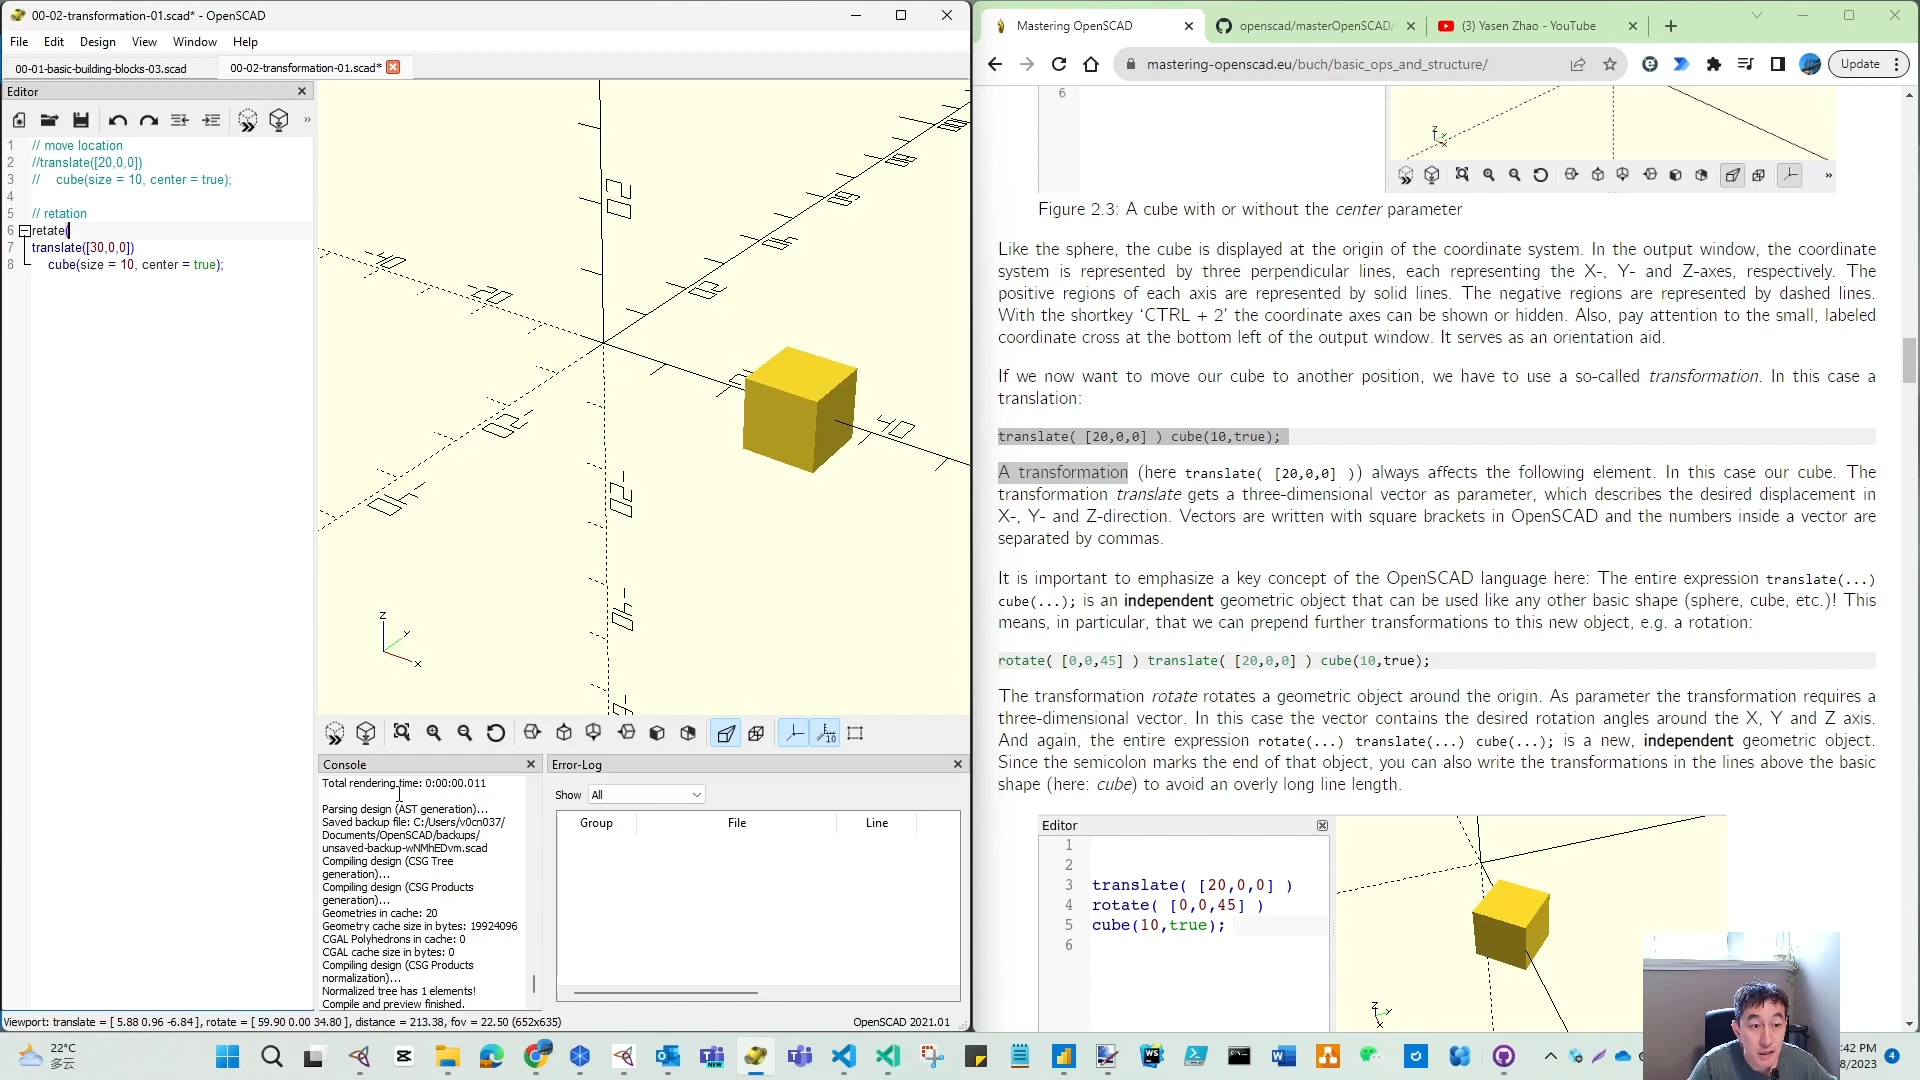 00-02-transformation-01.scad* - OpenSCAD
File Edit Design View Window Help
00-01-basic-building-blocks-03.scad 00-02-transformation-01.scad*
Editor
1 // move location
2 //translate([20,0,0])
3 // cube(size = 10, center = true);
4
5 // retation
6 retate(
7 translate([30,0,0])
8 cube(size = 10, center = true);
Z
Y
X
Console
Total rendering time: 0:00:00.011
Parsing design (AST generation)...
Saved backup file: C:/Users/v0cn037/
Documents/OpenSCAD/backups/
unsaved-backup-wNMhEDvm.scad
Compiling design (CSG Tree
generation)...
Compiling design (CSG Products
generation)...
Geometries in cache: 20
Geometry cache size in bytes: 19924096
CGAL Polyhedrons in cache: 0
CGAL cache size in bytes: 0
Compiling design (CSG Products
normalization)...
Normalized tree has 1 elements!
Compile and preview finished.
Error-Log
Show All
Group File Line
Viewport: translate = [ 5.88 0.96 -6.84 ], rotate = [ 59.90 0.00 34.80 ], distance = 213.38, fov = 22.50 (652x635)
OpenSCAD 2021.01
Mastering OpenSCAD
openscad/masterOpenSCAD/
(3) Yasen Zhao - YouTube
mastering-openscad.eu/buch/basic_ops_and_structure/
Update
6
Figure 2.3: A cube with or without the center parameter
Like the sphere, the cube is displayed at the origin of the coordinate system. In the output window, the coordinate
system is represented by three perpendicular lines, each representing the X-, Y- and Z-axes, respectively. The
positive regions of each axis are represented by solid lines. The negative regions are represented by dashed lines.
With the shortkey ‘CTRL + 2’ the coordinate axes can be shown or hidden. Also, pay attention to the small, labeled
coordinate cross at the bottom left of the output window. It serves as an orientation aid.
If we now want to move our cube to another position, we have to use a so-called transformation. In this case a
translation:
translate( [20,0,0] ) cube(10,true);
A transformation (here translate( [20,0,0] )) always affects the following element. In this case our cube. The
transformation translate gets a three-dimensional vector as parameter, which describes the desired displacement in
X-, Y- and Z-direction. Vectors are written with square brackets in OpenSCAD and the numbers inside a vector are
separated by commas.
It is important to emphasize a key concept of the OpenSCAD language here: The entire expression translate(...)
cube(...); is an independent geometric object that can be used like any other basic shape (sphere, cube, etc.)! This
means, in particular, that we can prepend further transformations to this new object, e.g. a rotation:
rotate( [0,0,45] ) translate( [20,0,0] ) cube(10,true);
The transformation rotate rotates a geometric object around the origin. As parameter the transformation requires a
three-dimensional vector. In this case the vector contains the desired rotation angles around the X, Y and Z axis.
And again, the entire expression rotate(...) translate(...) cube(...); is a new, independent geometric object.
Since the semicolon marks the end of that object, you can also write the transformations in the lines above the basic
shape (here: cube) to avoid an overly long line length.
Editor
1
2
3 translate( [20,0,0] )
4 rotate( [0,0,45] )
5 cube(10,true);
6
22°C
多云
:42 PM
8/2023
4